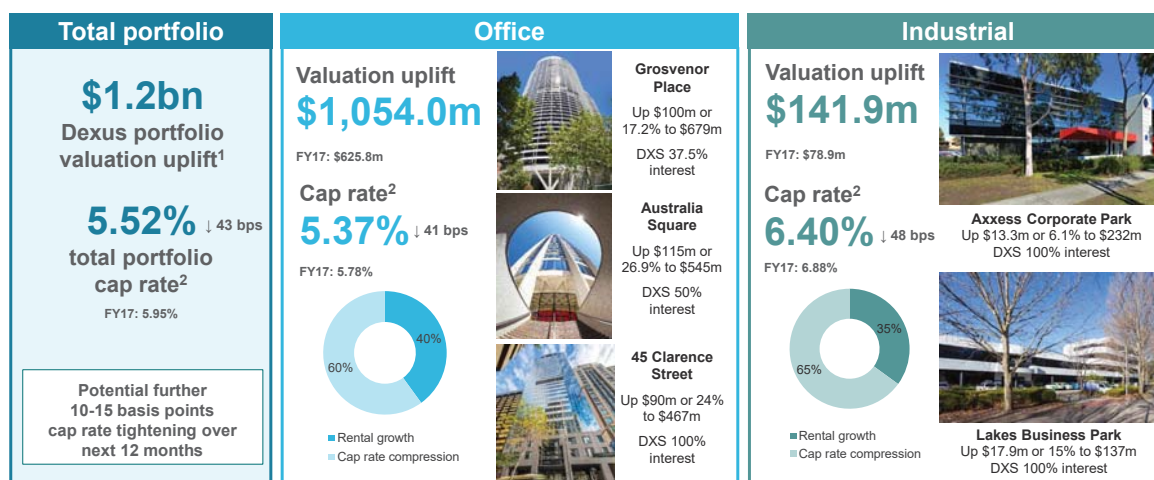 Total portfolio
$1.2bn
Dexus portfolio
valuation uplift1
5.52% ↓ 43 bps
total portfolio
cap rate2
FY17: 5.95%
Potential further
10-15 basis points
cap rate tightening over
next 12 months
Office
Valuation uplift
$1,054.0m
FY17: $625.8m
Cap rate2
5.37% ↓ 41 bps
FY17: 5.78%
40%
60%
Rental growth
Cap rate compression
Grosvenor
Place
Up $100m or
17.2% to $679m
DXS 37.5%
interest
Australia
Square
Up $115m or
26.9% to $545m
DXS 50%
interest
45 Clarence
Street
Up $90m or 24%
to $467m
DXS 100%
interest
Industrial
Valuation uplift
$141.9m
FY17: $78.9m
Cap rate2
6.40% ↓ 48 bps
FY17: 6.88%
35%
65%
Rental growth
Cap rate compression
Axxess Corporate Park
Up $13.3m or 6.1% to $232m
DXS 100% interest
Lakes Business Park
Up $17.9m or 15% to $137m
DXS 100% interest